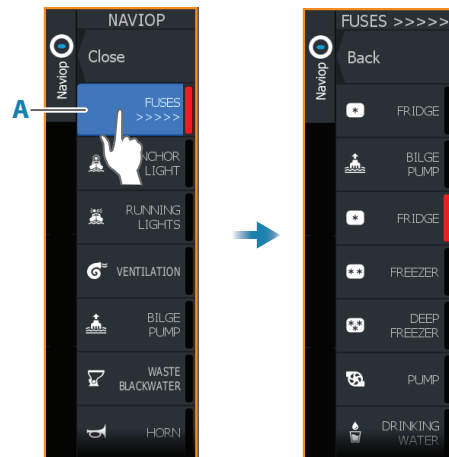 NAVIOP
Naviop
Close
A
FUSES
>>>>>
NCHOR
LIGHT
RUNNING
LIGHTS
VENTILATION
BILGE
PUMP
WASTE
BLACKWATER
HORN
FUSES >>>>>
Naviop
Back
FRIDGE
BILGE
PUMP
FRIDGE
FREEZER
DEEP
FREEZER
PUMP
DRINKING
WATER